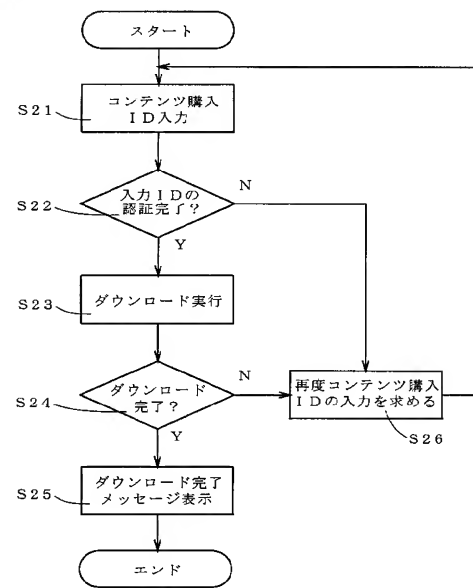 スタート
S21
コンテンツ購入
ID入力
S22
入力IDの
認証完了?
N
Y
S23
ダウンロード実行
S24
ダウンロード
完了?
N
Y
再度コンテンツ購入
IDの入力を求める
S26
S25
ダウンロード完了
メッセージ表示
エンド